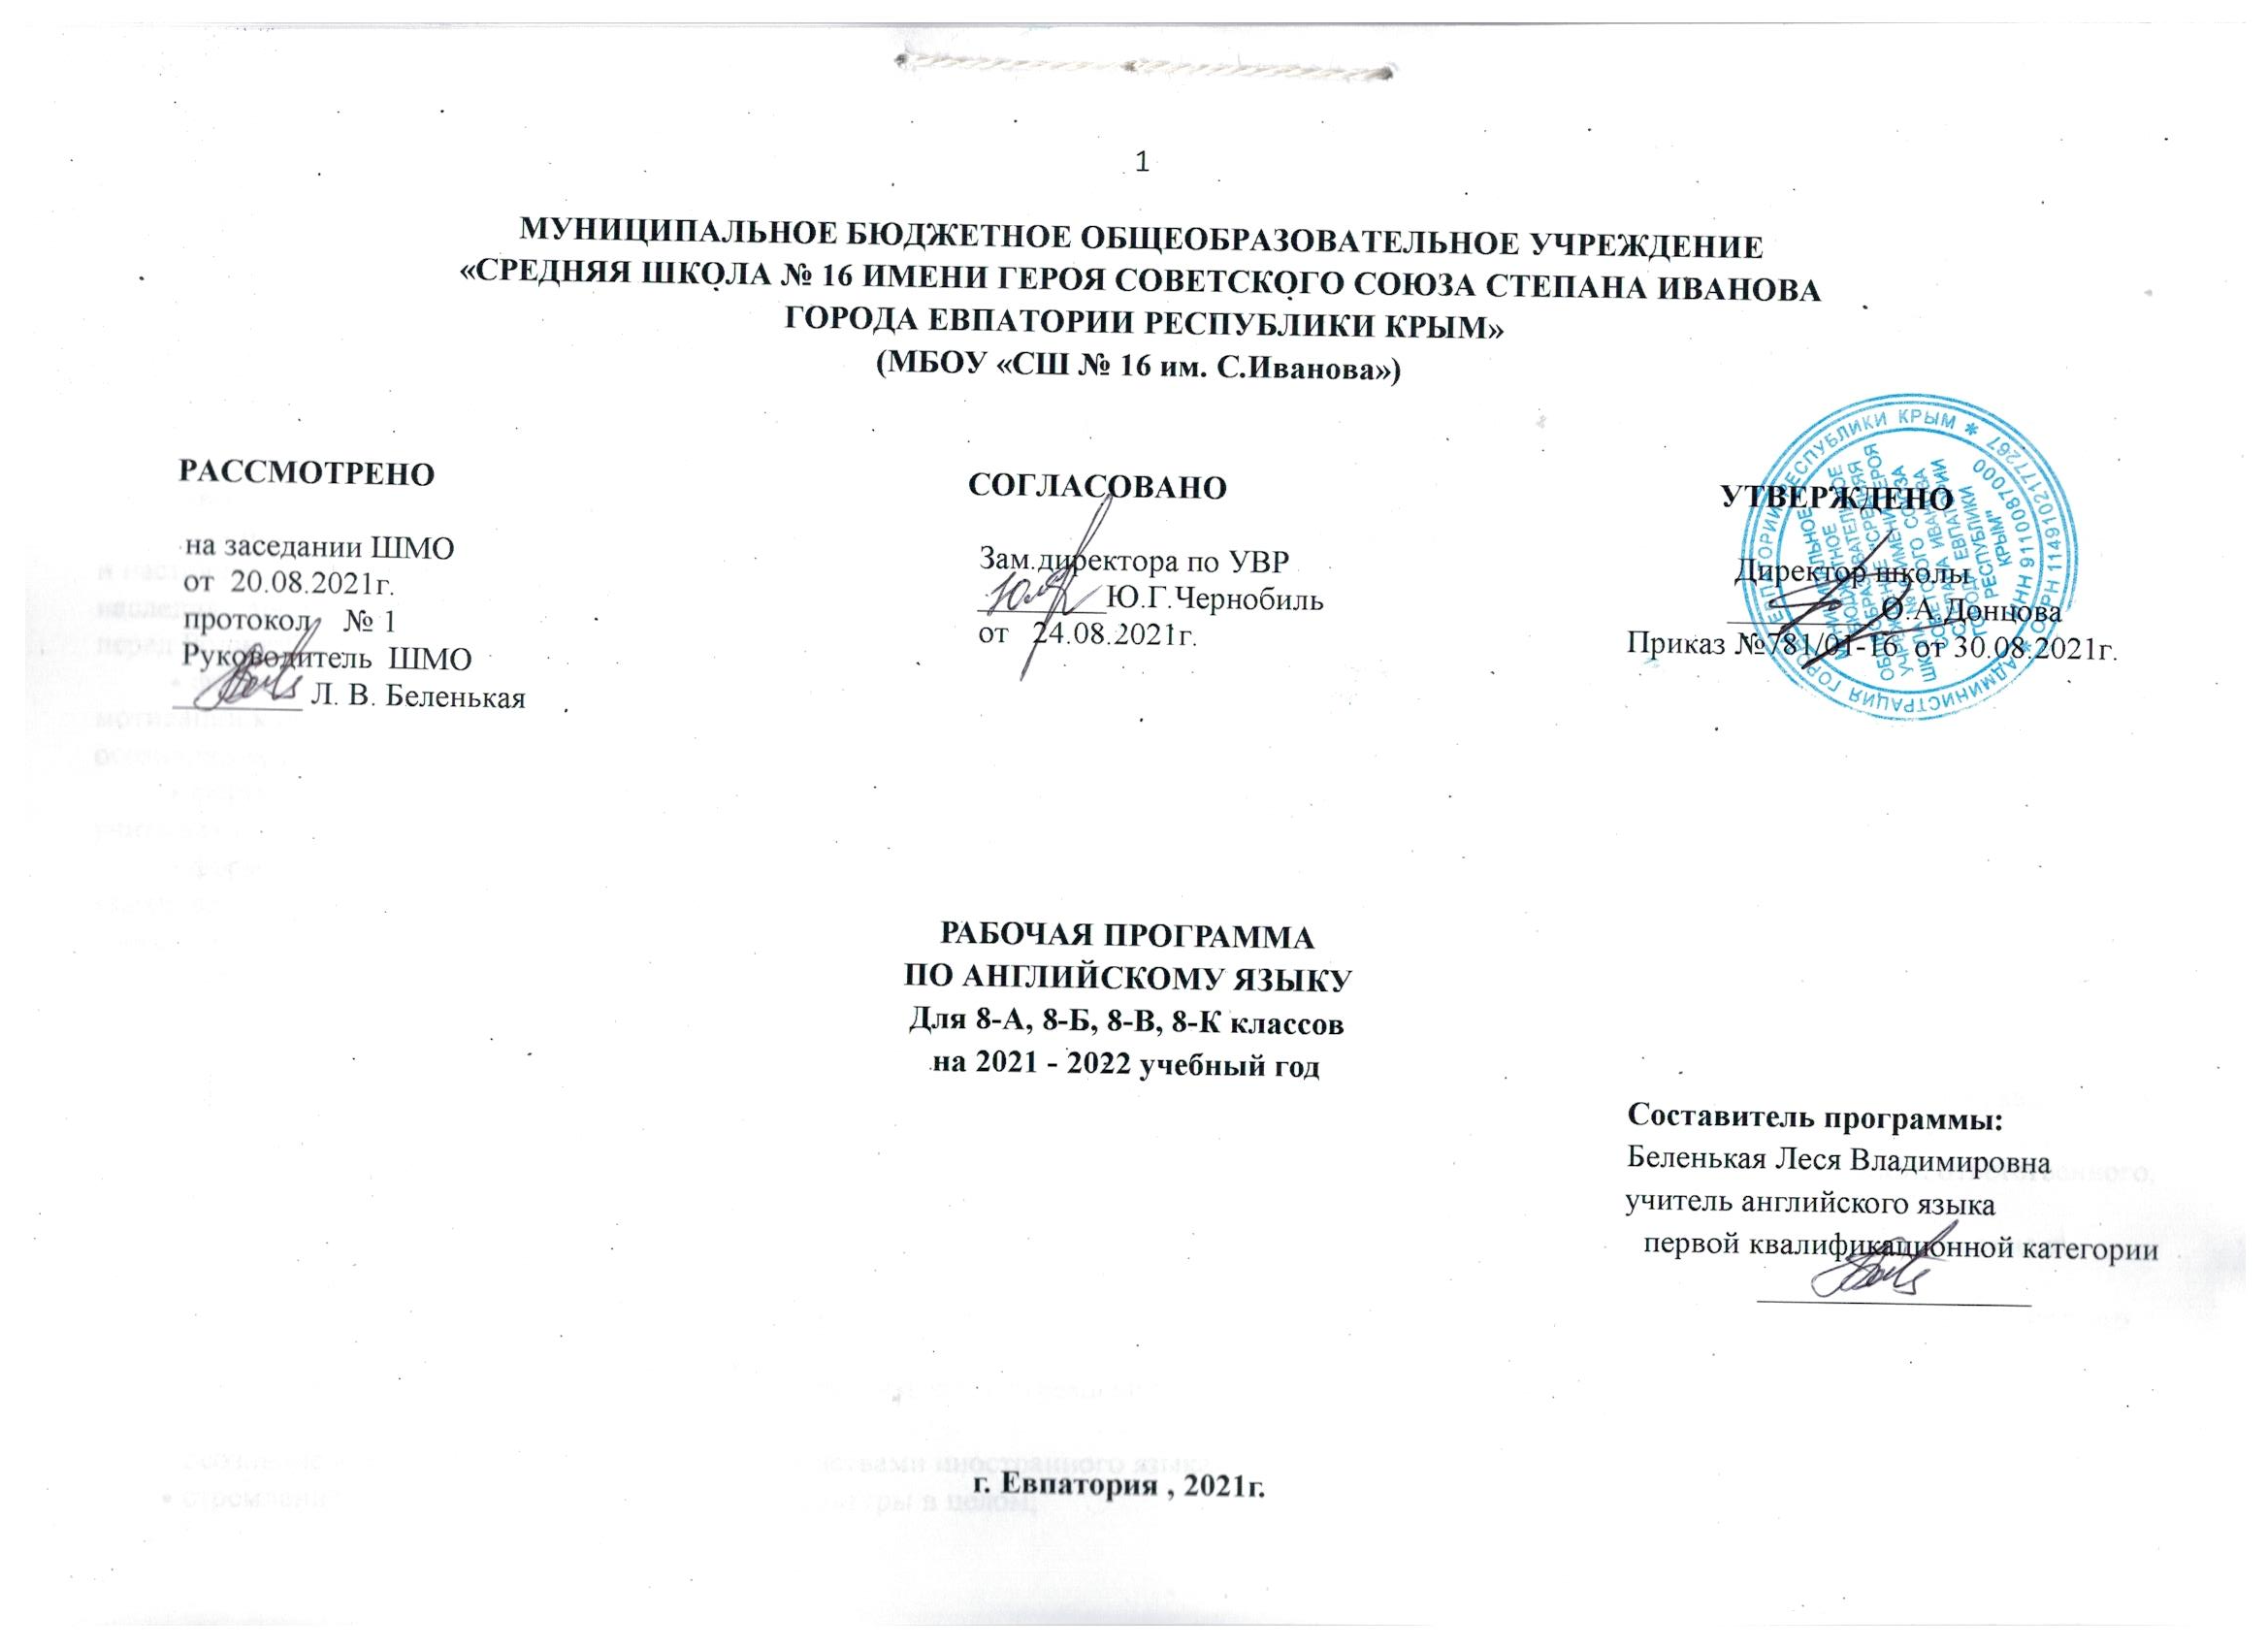 1
МУНИЦИПАЛЬНОЕ БЮДЖЕТНОЕ ОБЩЕОБРАЗОВАТЕЛЬНОЕ УЧРЕЖДЕНИЕ
«СРЕДНЯЯ ШКОЛА № 16 ИМЕНИ ГЕРОЯ СОВЕТСКОГО СОЮЗА СТЕПАНА ИВАНОВА
ГОРОДА ЕВПАТОРИИ РЕСПУБЛИКИ КРЫМ»
(МБОУ «СШ № 16 им. С.Иванова»)
РАССМОТРЕНО
на заседании ШМО
от 20.08.2021г.
протокол № 1
Руководитель ШМО
Л. В. Беленькая
СОГЛАСОВАНО
Зам.директора по УВР
Ю.Г.Чернобиль
от 24.08.2021г.
УТВЕРЖДЕНО
Директор школы
О.А.Донцова
Приказ №781/01-16 от 30.08.2021г.
РАБОЧАЯ ПРОГРАММА
ПО АНГЛИЙСКОМУ ЯЗЫКУ
Для 8-А, 8-Б, 8-В, 8-К классов
на 2021 - 2022 учебный год
Составитель программы:
Беленькая Леся Владимировна
учитель английского языка
первой квалификационной категории
г. Евпатория , 2021г.